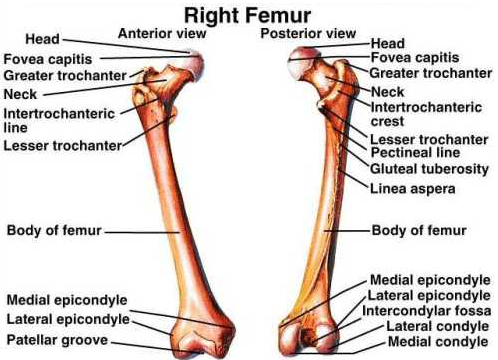 Right Femur
Anterior view
Head
Fovea capitis
Greater trochanter
Neck
Intertrochanteric
line
Lesser trochanter
Body of femur
Medial epicondyle
Lateral epicondyle
Patellar groove
Posterior view
Head
Fovea capitis
Greater trochanter
Neck
Intertrochanteric
crest
Lesser trochanter
Pectineal line
Gluteal tuberosity
Linea aspera
Body of femur
Medial epicondyle
Lateral epicondyle
Intercondylar fossa
Lateral condyle
Medial condyle